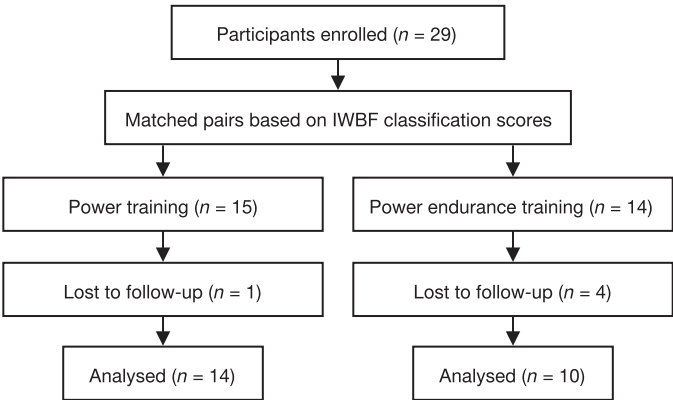 Participants enrolled (n = 29)
Matched pairs based on IWBF classification scores
Power training (n = 15)
Power endurance training (n = 14)
Lost to follow-up (n = 1)
Lost to follow-up (n = 4)
Analysed (n = 14)
Analysed (n = 10)